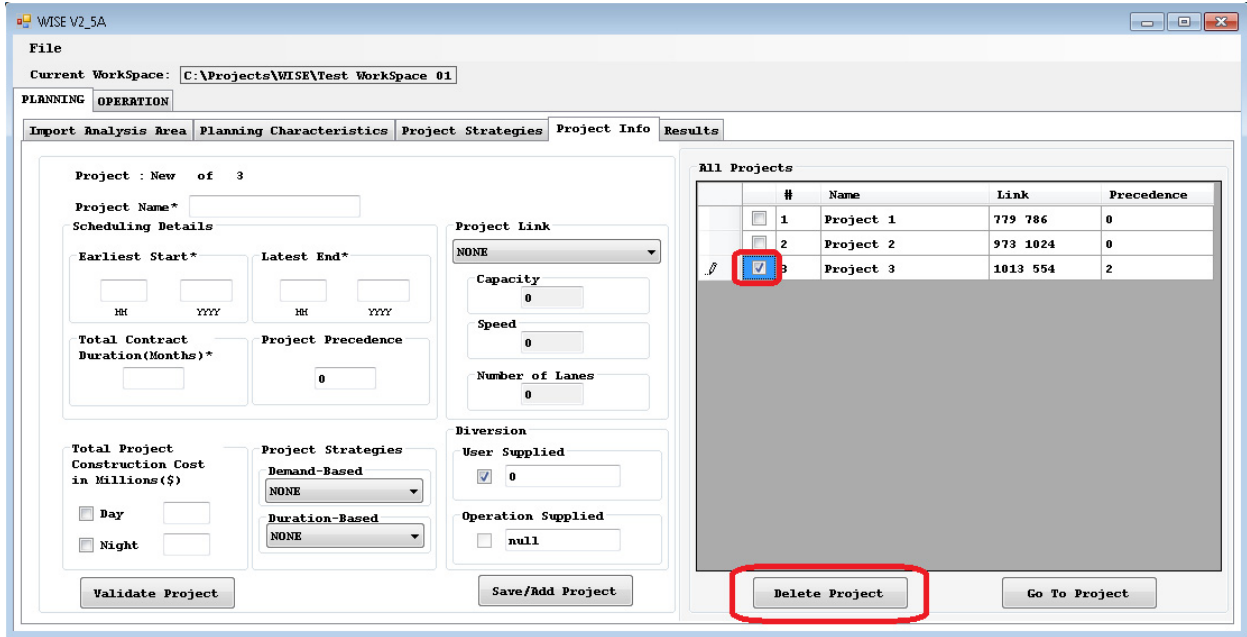 WISE V2_5A
File
Current WorkSpace: C:\Projects\WISE\Test WorkSpace 01
PLANNING OPERATION
Import Analysis Area Planning Characteristics Project Strategies Project Info Results
Project : New of 3
Project Name*
Scheduling Details
Earliest Start*
HH YYYY
Latest End*
HH YYYY
Total Contract
Duration(Months)*
Project Precedence
0
Project Link
NONE
Capacity
0
Speed
0
Number of Lanes
0
Total Project
Construction Cost
in Millions($)
Day
Night
Project Strategies
Demand-Based
NONE
Duration-Based
NONE
Diversion
User Supplied
0
Operation Supplied
null
Validate Project
Save/Add Project
All Projects
# Name Link Precedence
1 Project 1 779 786 0
2 Project 2 973 1024 0
3 Project 3 1013 554 2
Delete Project
Go To Project